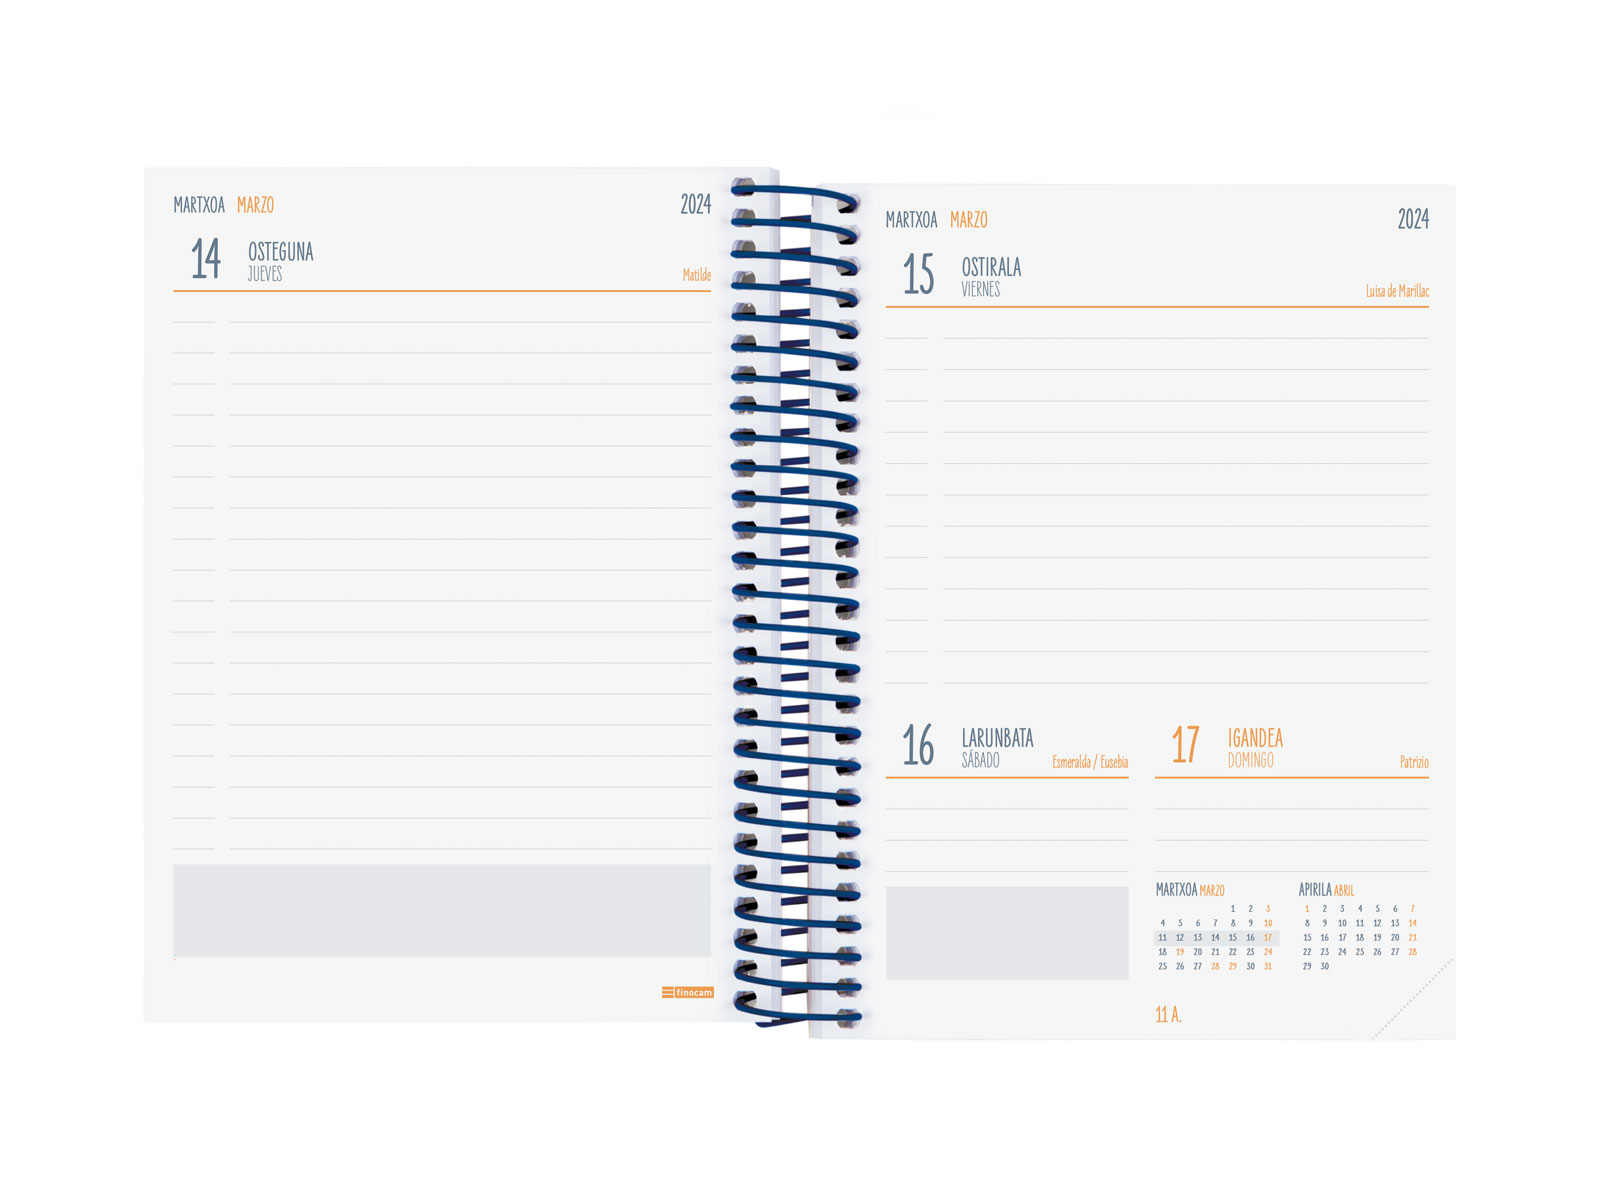 MARTXOA MARZO 2024
14 OSTEGUNA
JUEVES Matilde
finocam
MARTXOA MARZO 2024
15 OSTIRALA
VIERNES Luisa de Marillac
16 LARUNBATA
SÁBADO Esmeralda / Eusebia
17 IGANDEA
DOMINGO Patrizio
MARTXOA MARZO
1 2 3
4 5 6 7 8 9 10
11 12 13 14 15 16 17
18 19 20 21 22 23 24
25 26 27 28 29 30 31
APIRILA ABRIL
1 2 3 4 5 6 7
8 9 10 11 12 13 14
15 16 17 18 19 20 21
22 23 24 25 26 27 28
29 30
11 A.